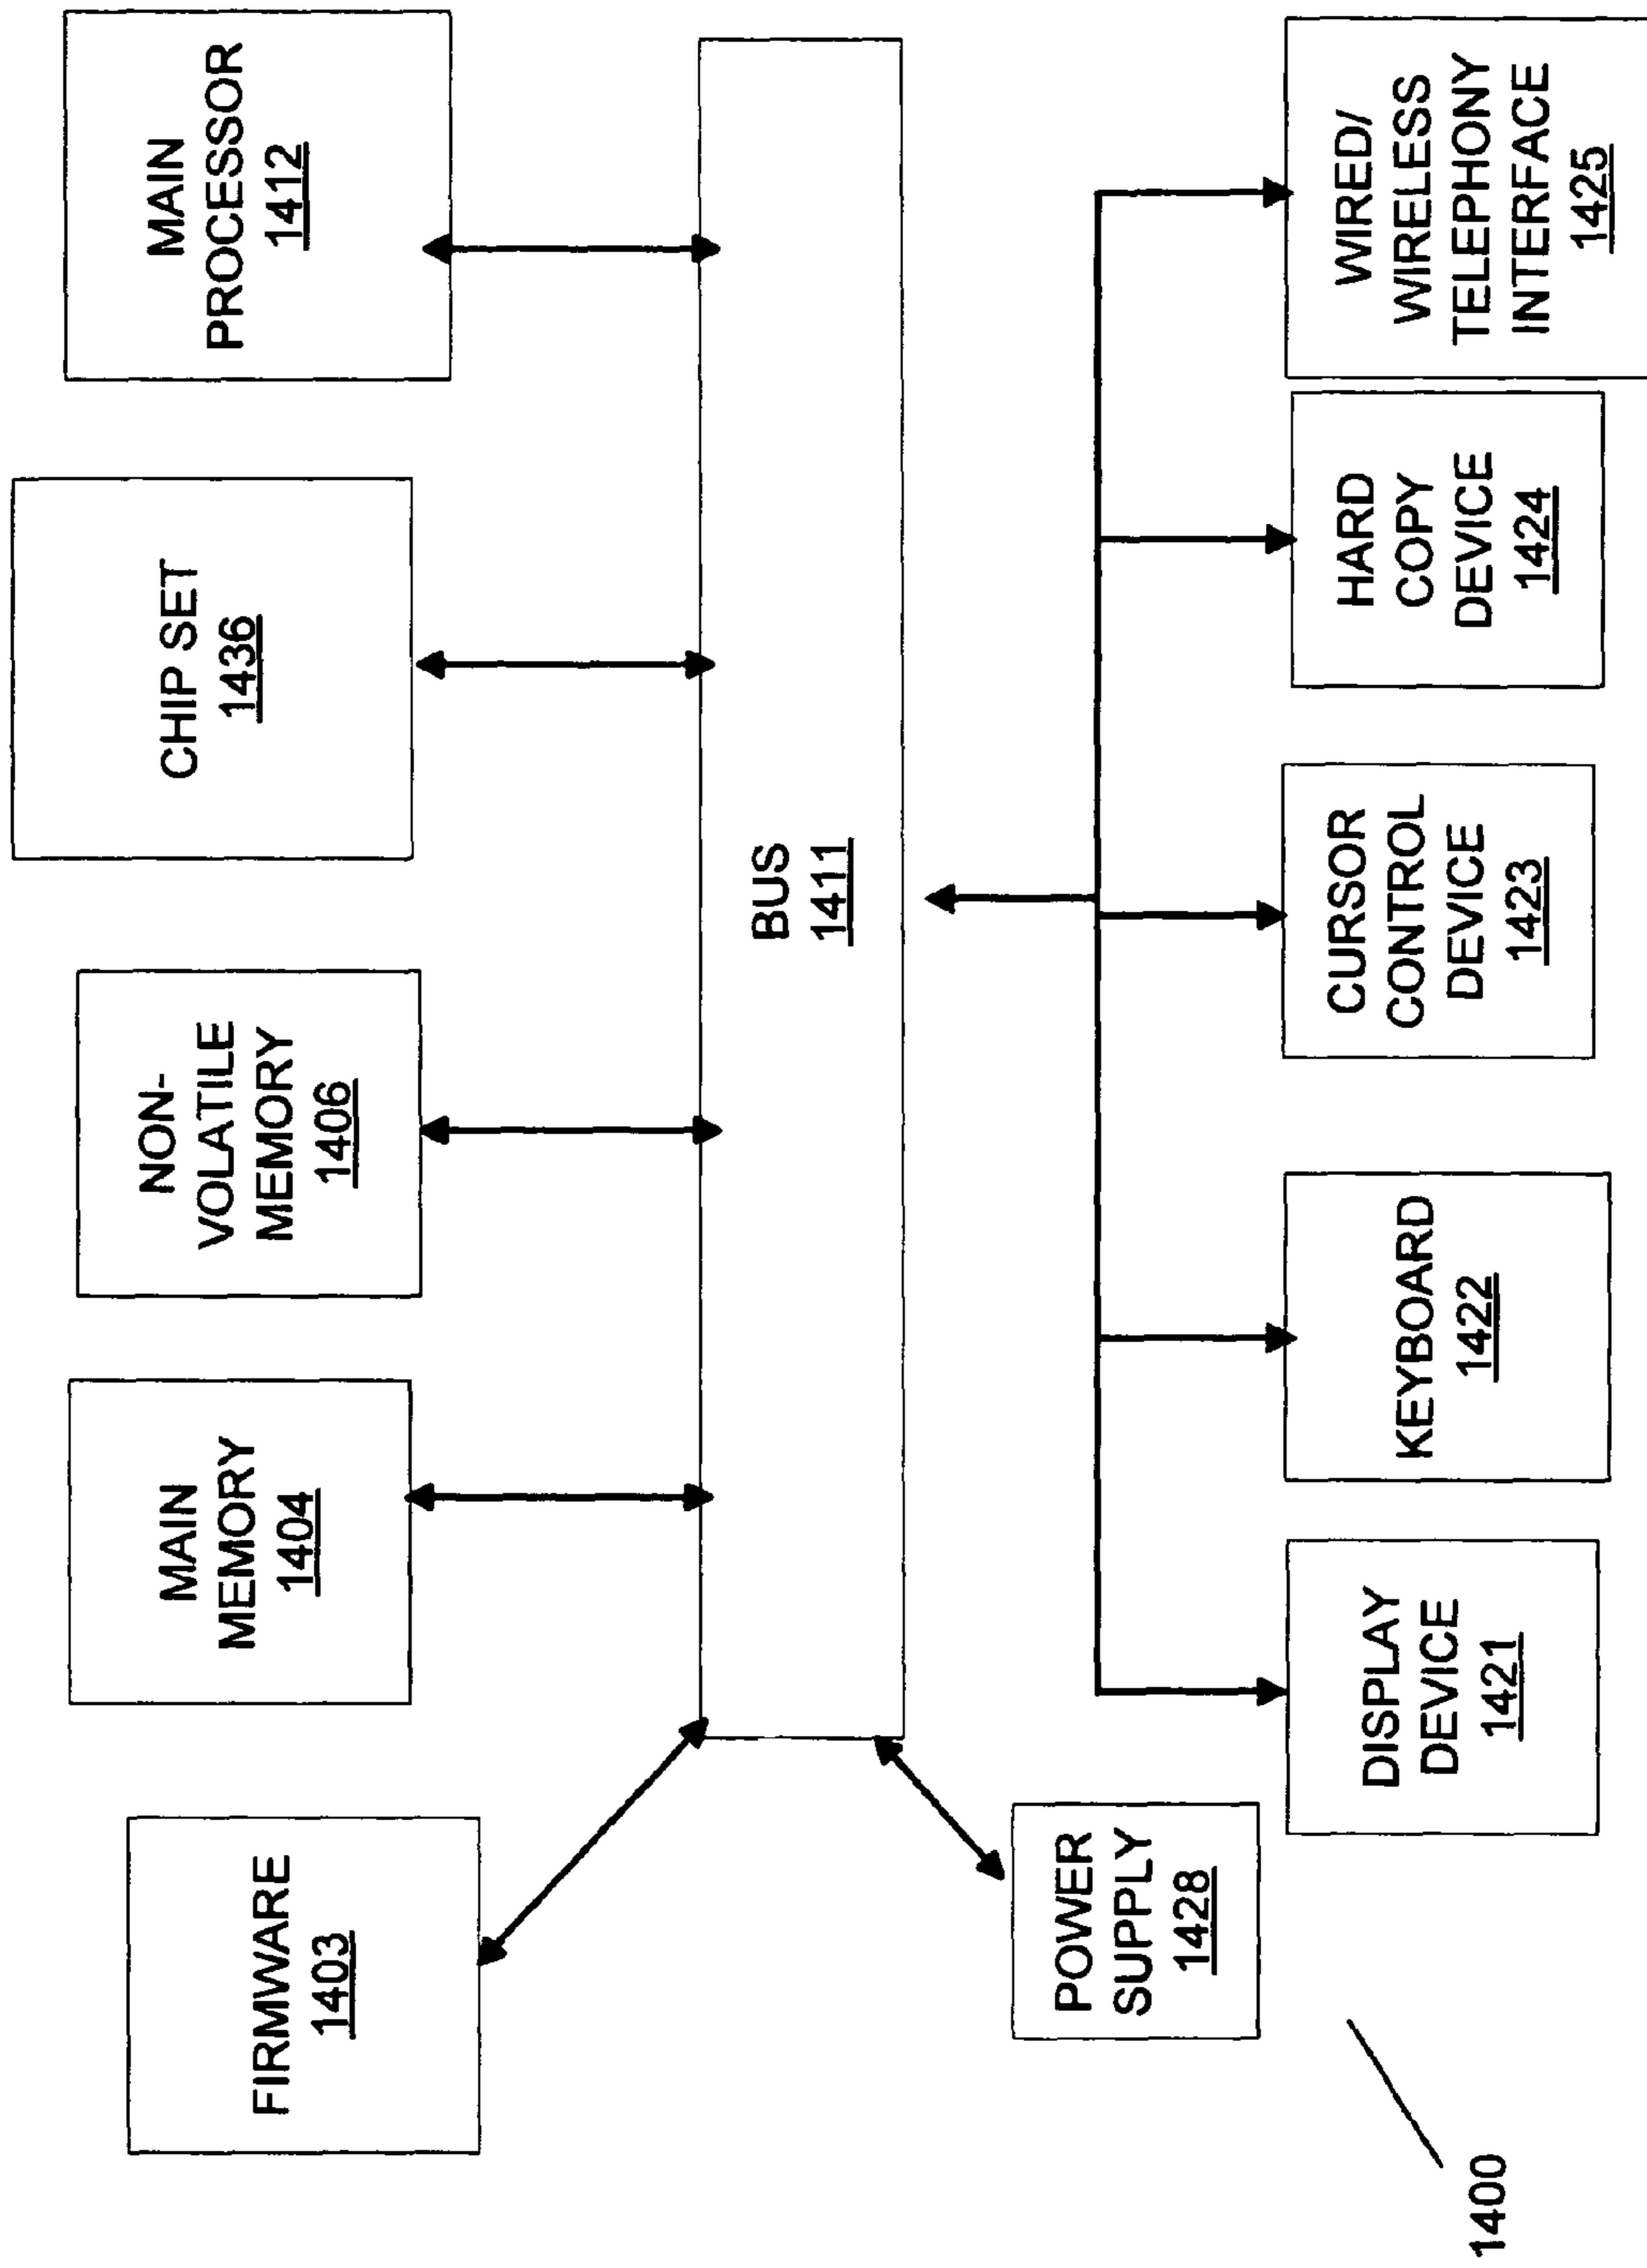 FIRMWARE
1403
MAIN
MEMORY
1404
NON-
VOLATILE
MEMORY
1406
CHIP SET
1436
MAIN
PROCESSOR
1412
BUS
1411
POWER
SUPPLY
1428
DISPLAY
DEVICE
1421
KEYBOARD
1422
CURSOR
CONTROL
DEVICE
1423
HARD
COPY
DEVICE
1424
WIRED/
WIRELESS
TELEPHONY
INTERFACE
1425
1400